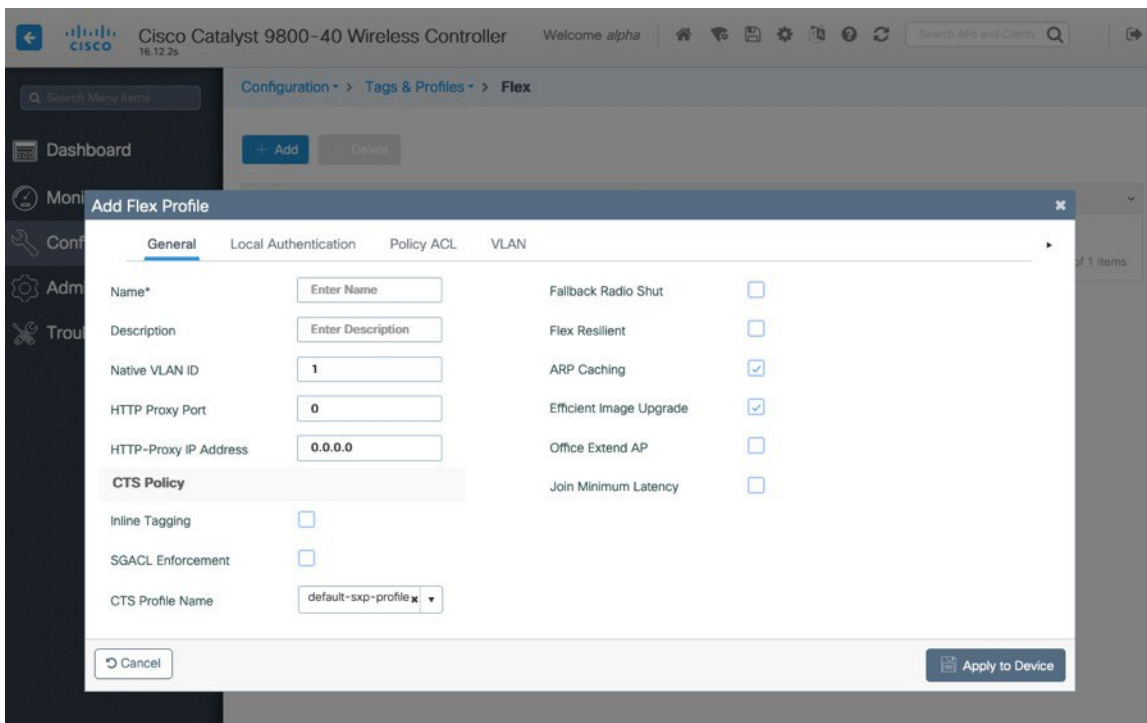 CISCO
Cisco Catalyst 9800-40 Wireless Controller
16.12.2s
Welcome alpha
Search APs and Clients
Search Menu Items
Configuration > Tags & Profiles > Flex
Dashboard
+ Add
× Delete
Moni
Conf
Adm
Troul
of 1 items
Add Flex Profile
General Local Authentication Policy ACL VLAN
Name* Enter Name
Description Enter Description
Native VLAN ID 1
HTTP Proxy Port 0
HTTP-Proxy IP Address 0.0.0.0
CTS Policy
Inline Tagging
SGACL Enforcement
CTS Profile Name default-sxp-profile
Fallback Radio Shut
Flex Resilient
ARP Caching
Efficient Image Upgrade
Office Extend AP
Join Minimum Latency
Cancel
Apply to Device